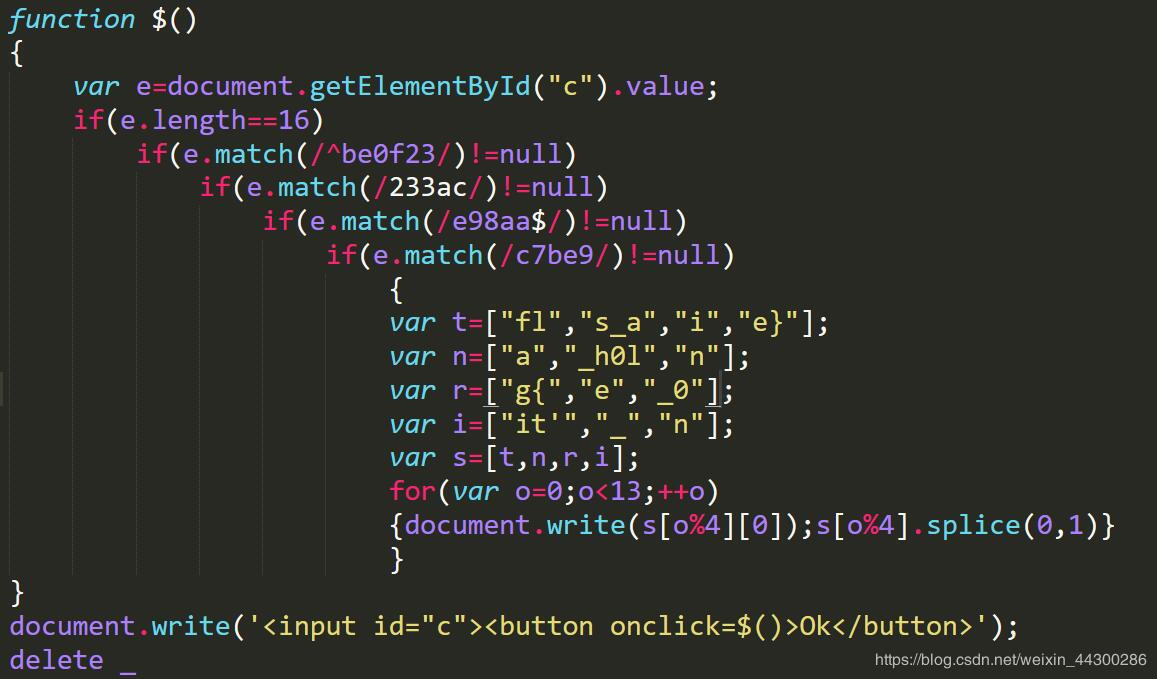 function $()
{
    var e=document.getElementById("c").value;
    if(e.length==16)
        if(e.match(/^be0f23/)!=null)
            if(e.match(/233ac/)!=null)
                if(e.match(/e98aa$/)!=null)
                    if(e.match(/c7be9/)!=null)
                        {
                        var t=["fl","s_a","i","e}"];
                        var n=["a","_h0l","n"];
                        var r=["g{","e","_0"];
                        var i=["it'","_","n"];
                        var s=[t,n,r,i];
                        for(var o=0;o<13;++o)
                        {document.write(s[o%4][0]);s[o%4].splice(0,1)}
                        }
}
document.write('<input id="c"><button onclick=$()>Ok</button>');
delete _
https://blog.csdn.net/weixin_44300286